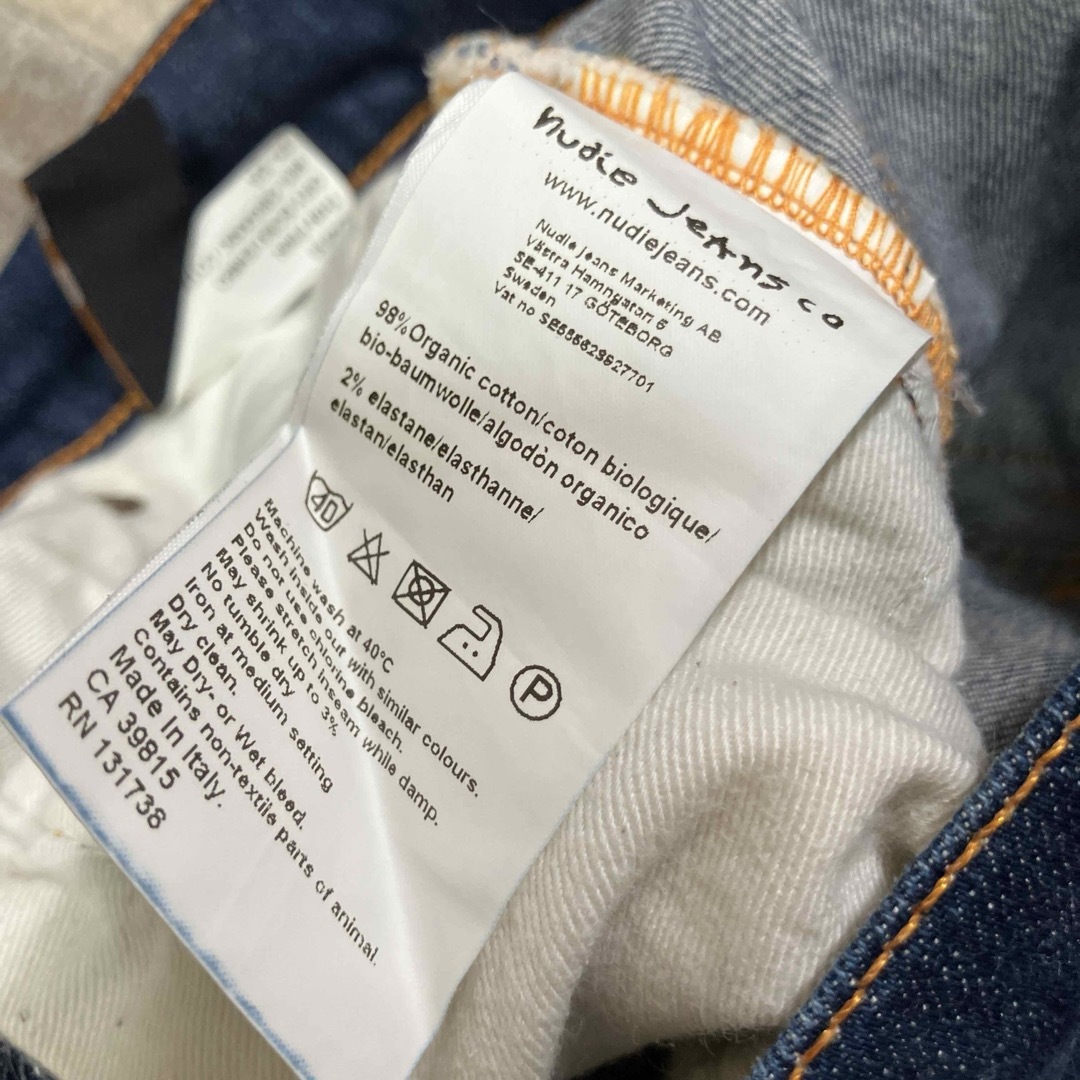 nudie Jeans co
www.nudiejeans.com
Nudie Jeans Marketing AB
Västra Hamngatan 6
SE-411 17 GÖTEBORG
Sweden
Vat no SE556629627701
98%Organic cotton/coton biologique/
bio-baumwolle/algodòn organico
2% elastane/elasthanne/
elastan/elasthan
40
P
Machine wash at 40°C
Wash inside out with similar colours.
Do not use chlorine bleach.
Please stretch inseam while damp.
May shrink up to 3%
No tumble dry
Iron at medium setting
Dry clean.
May Dry- or Wet bleed.
Contains non-textile parts of animal.
Made In Italy.
CA 39815
RN 131738